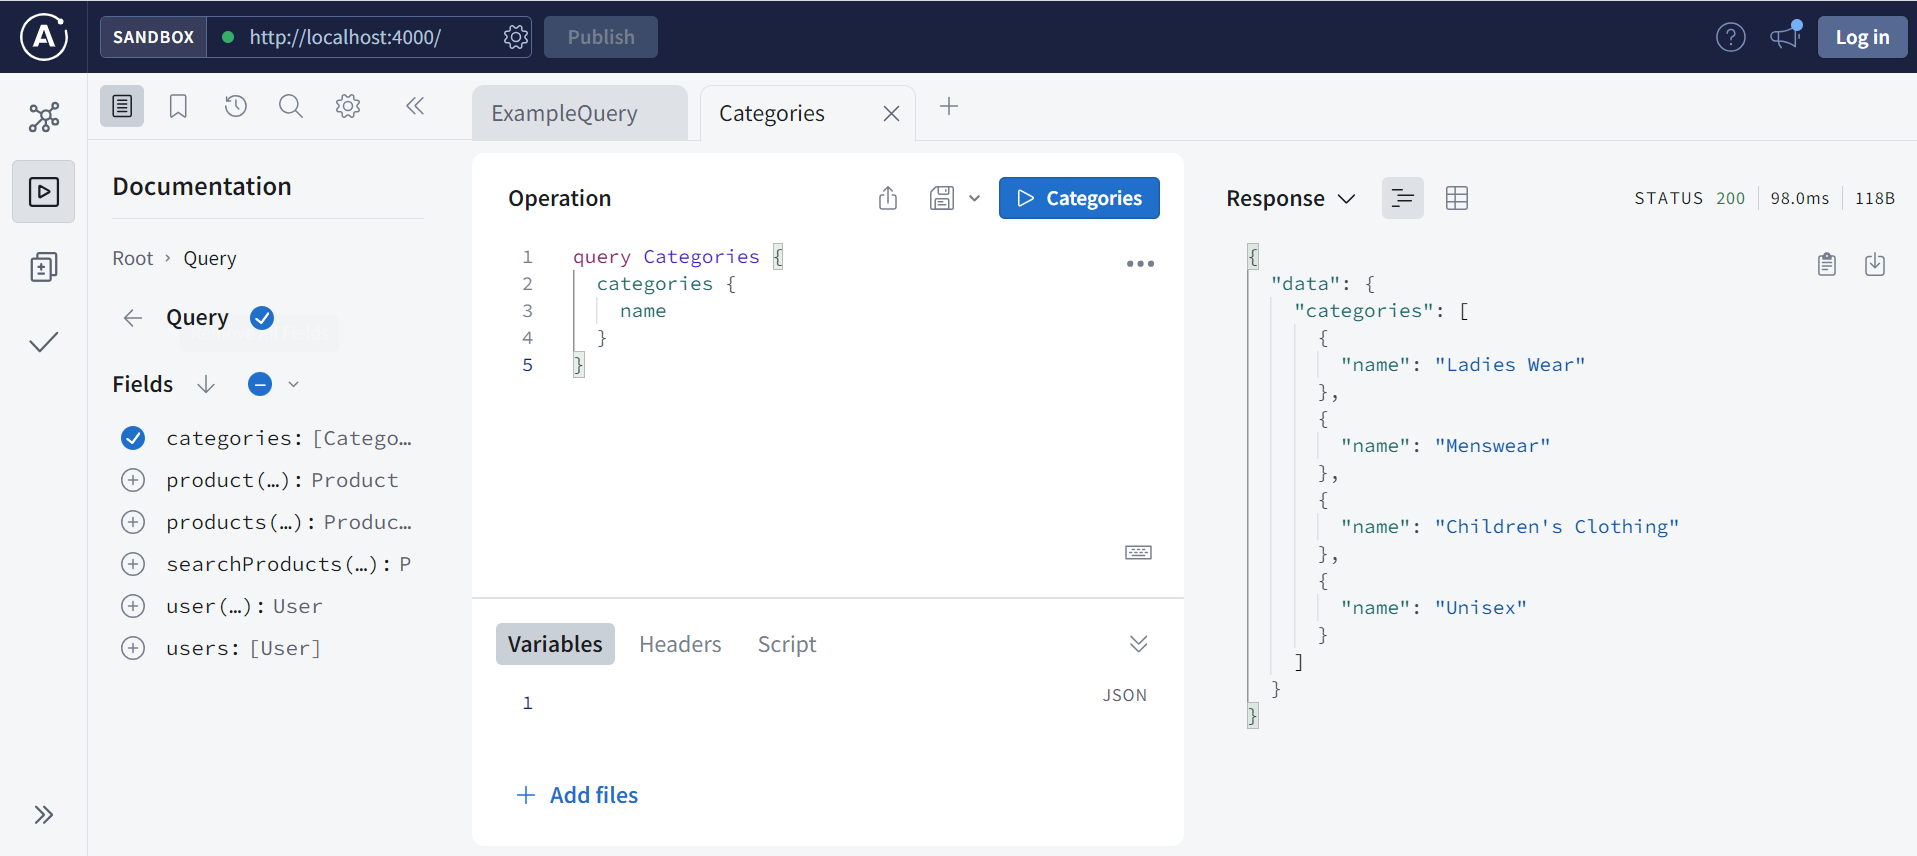 SANDBOX http://localhost:4000/ Publish Log in
ExampleQuery Categories
Documentation
Root › Query
Query
Fields
categories: [Catego…
product(…): Product
products(…): Produc…
searchProducts(…): P
user(…): User
users: [User]
Operation
Categories
1 query Categories {
2 categories {
3 name
4 }
5 }
Variables Headers Script
1
JSON
+ Add files
Response
STATUS 200 98.0ms 118B
{
"data": {
"categories": [
{
"name": "Ladies Wear"
},
{
"name": "Menswear"
},
{
"name": "Children's Clothing"
},
{
"name": "Unisex"
}
]
}
}